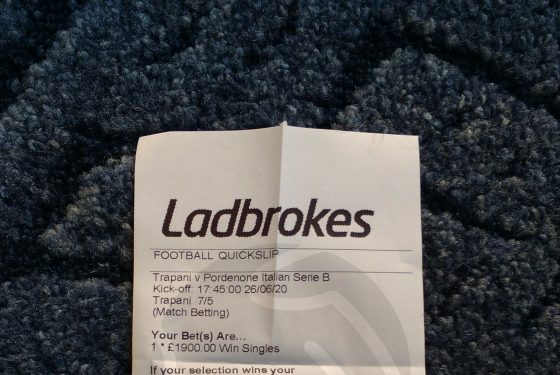 Ladbrokes
FOOTBALL QUICKSLIP
Trapani v Pordenone Italian Serie B
Kick-off: 17:45:00 26/06/20
Trapani 7/5
(Match Betting)
Your Bet(s) Are...
1 * £1900.00 Win Singles
If your selection wins your